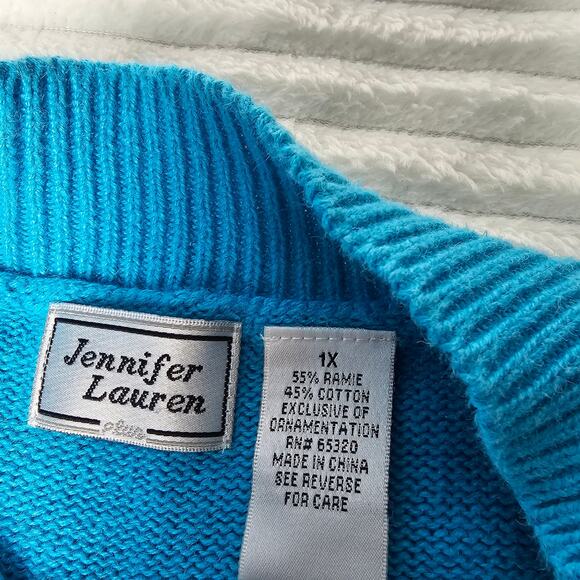 Jennifer
Lauren
plus
1X
55% RAMIE
45% COTTON
EXCLUSIVE OF
ORNAMENTATION
RN# 65320
MADE IN CHINA
SEE REVERSE
FOR CARE